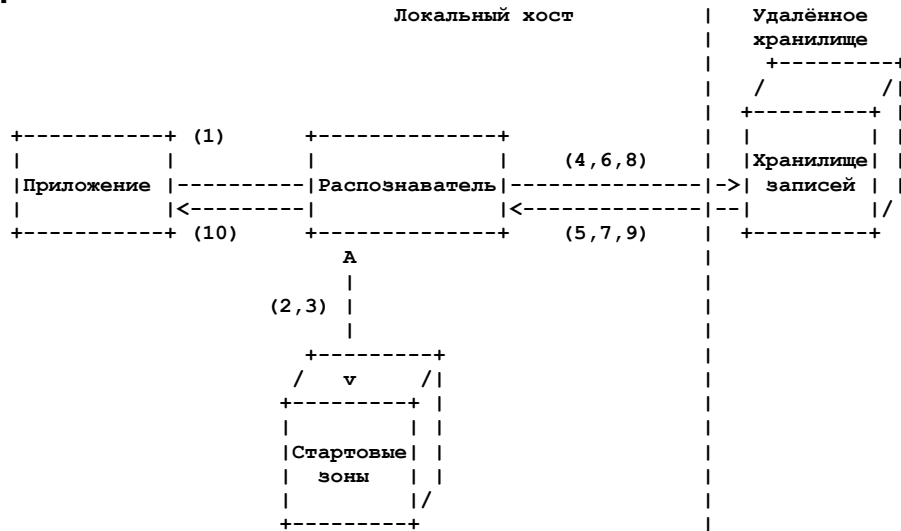 Локальный хост | Удалённое
| хранилище
| +----------+
| / /|
| +----------+ |
+-----------+ (1) +--------------+ | | | |
| | | | (4,6,8) | |Хранилище| |
|Приложение |----------|Распознаватель|----------------|->| записей | |
| |<---------| |<---------------|--| |/
+-----------+ (10) +--------------+ (5,7,9) | +----------+
A |
| |
(2,3) | |
| |
+---------+ |
/ v /| |
+---------+ | |
| | | |
|Стартовые| | |
| зоны | | |
| |/ |
+---------+ |